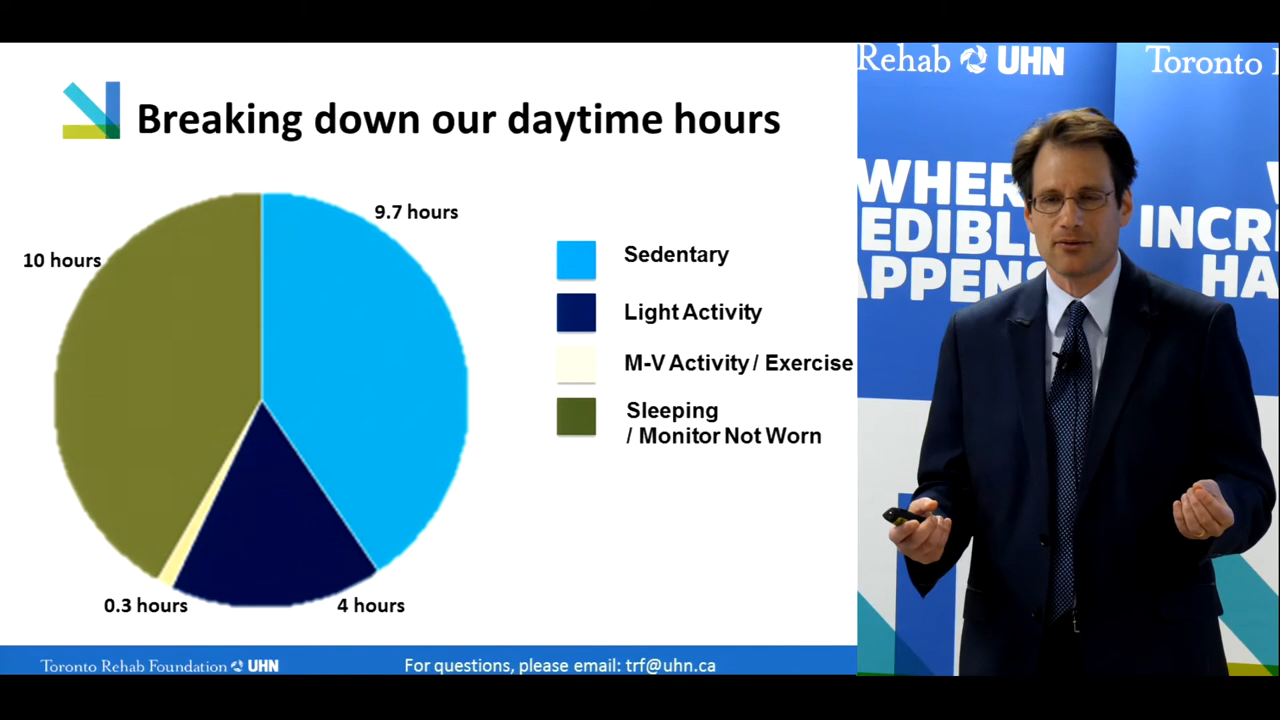 Breaking down our daytime hours
9.7 hours
10 hours
0.3 hours
4 hours
Sedentary
Light Activity
M-V Activity / Exercise
Sleeping
/ Monitor Not Worn
Toronto Rehab Foundation UHN
For questions, please email: trf@uhn.ca
Rehab UHN
WHER
EDIBL
APPENS
Toronto
INCR
HA